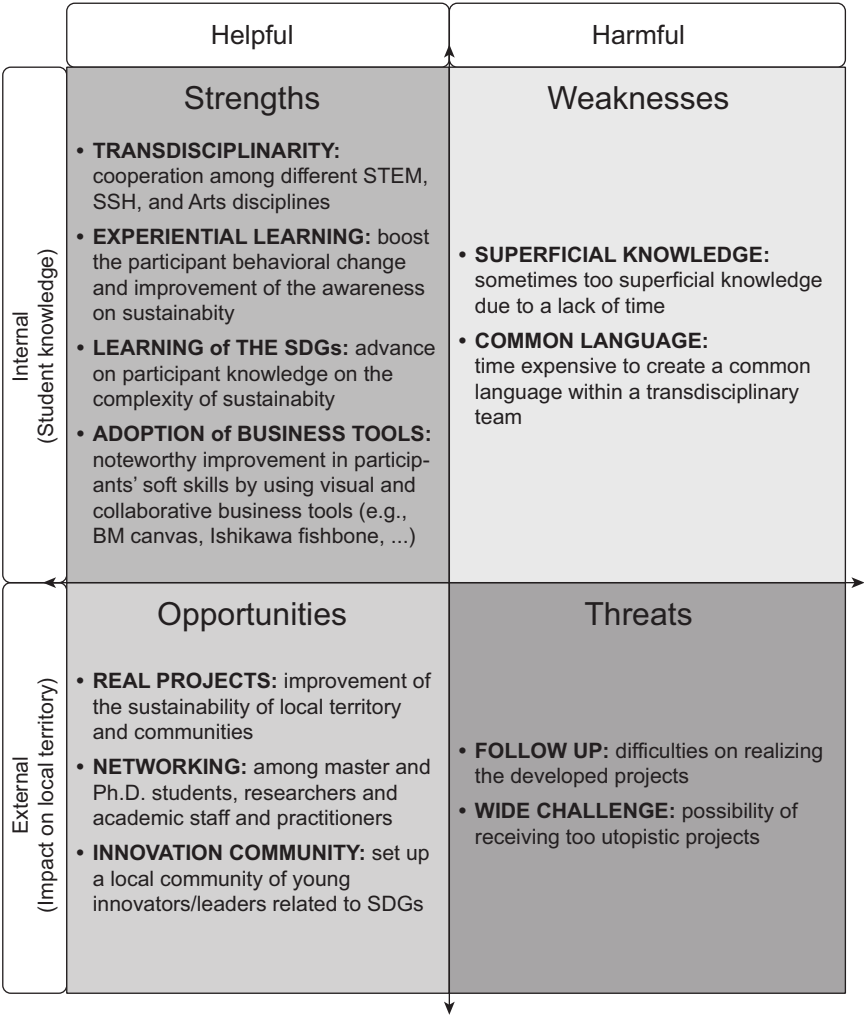 Helpful
Harmful
Internal
(Student knowledge)
Strengths
• TRANSDISCIPLINARITY:
cooperation among different STEM,
SSH, and Arts disciplines
• EXPERIENTIAL LEARNING: boost
the participant behavioral change
and improvement of the awareness
on sustainabity
• LEARNING of THE SDGs: advance
on participant knowledge on the
complexity of sustainabity
• ADOPTION of BUSINESS TOOLS:
noteworthy improvement in particip-
ants’ soft skills by using visual and
collaborative business tools (e.g.,
BM canvas, Ishikawa fishbone, ...)
Weaknesses
• SUPERFICIAL KNOWLEDGE:
sometimes too superficial knowledge
due to a lack of time
• COMMON LANGUAGE:
time expensive to create a common
language within a transdisciplinary
team
External
(Impact on local territory)
Opportunities
• REAL PROJECTS: improvement of
the sustainability of local territory
and communities
• NETWORKING: among master and
Ph.D. students, researchers and
academic staff and practitioners
• INNOVATION COMMUNITY: set up
a local community of young
innovators/leaders related to SDGs
Threats
• FOLLOW UP: difficulties on realizing
the developed projects
• WIDE CHALLENGE: possibility of
receiving too utopistic projects